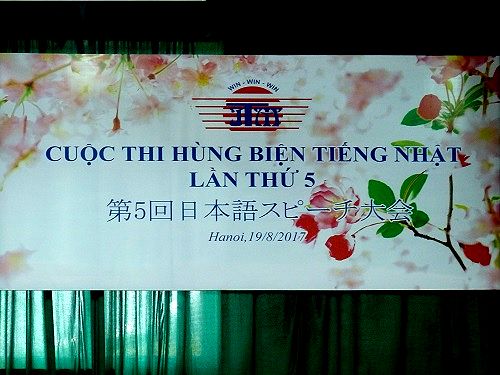 WIN - WIN - WIN
CUỘC THI HÙNG BIỆN TIẾNG NHẬT
LẦN THỨ 5
第5回日本語スピーチ大会
Hanoi,19/8/2017